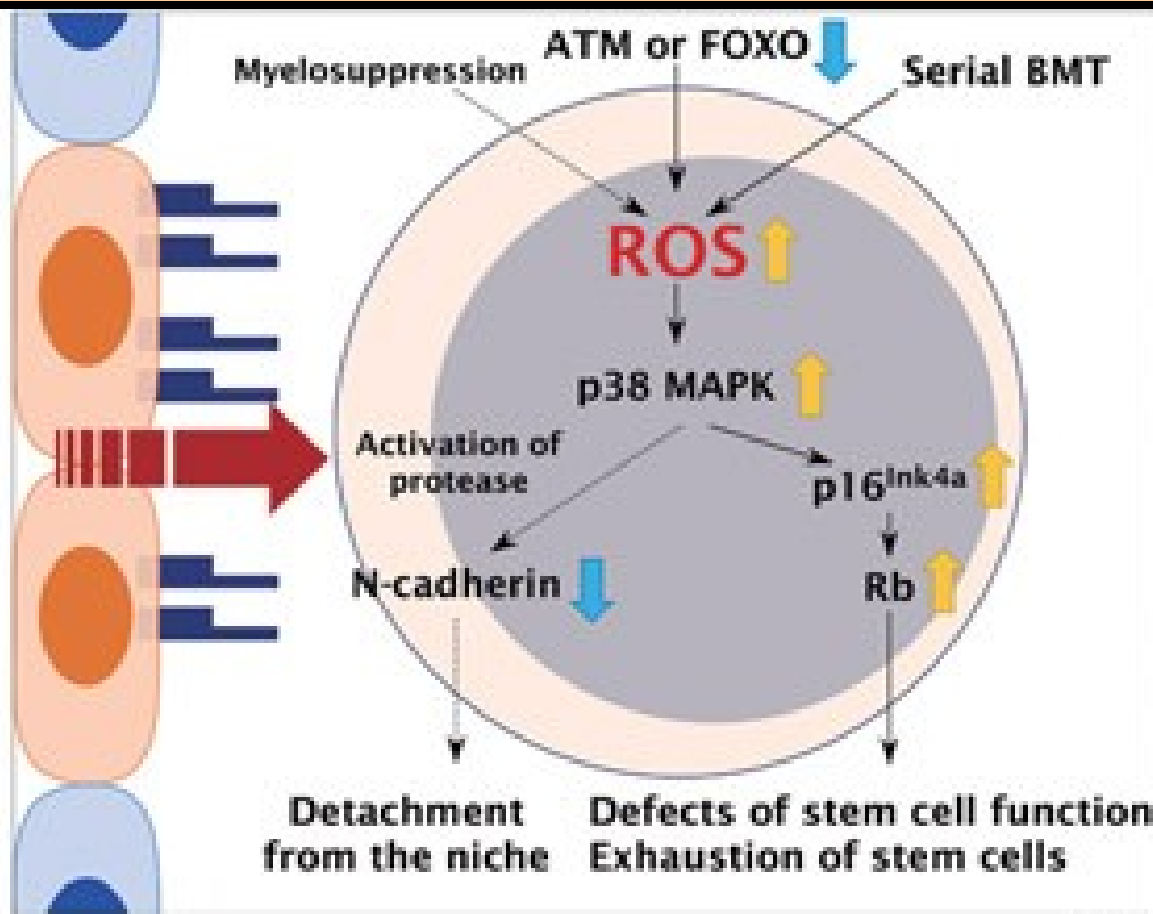 ATM or FOXO
Myelosuppression
Serial BMT
ROS
p38 MAPK
Activation of
protease
p16Ink4a
N-cadherin
Rb
Detachment
from the niche
Defects of stem cell function
Exhaustion of stem cells